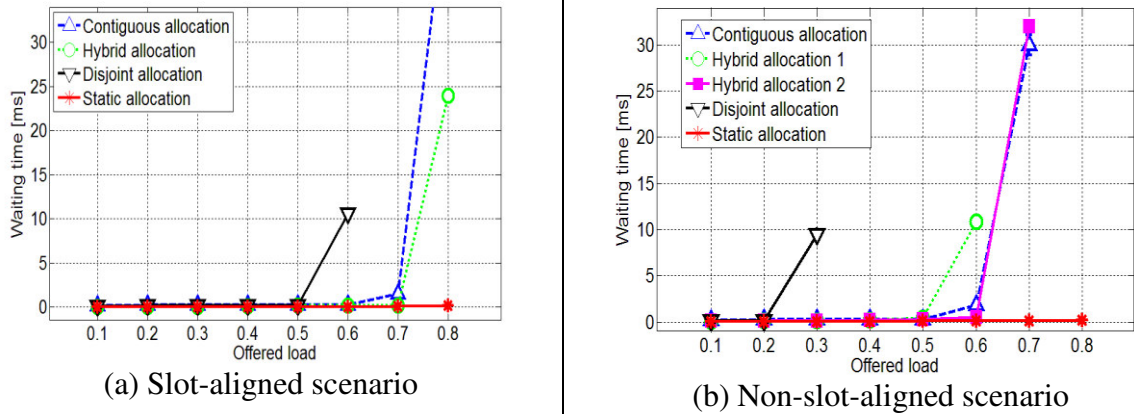 Contiguous allocation
Hybrid allocation
Disjoint allocation
Static allocation
Waiting time [ms]
30
25
20
15
10
5
0
0.1 0.2 0.3 0.4 0.5 0.6 0.7 0.8
Offered load
(a) Slot-aligned scenario
Contiguous allocation
Hybrid allocation 1
Hybrid allocation 2
Disjoint allocation
Static allocation
Waiting time [ms]
30
25
20
15
10
5
0
0.1 0.2 0.3 0.4 0.5 0.6 0.7 0.8
Offered load
(b) Non-slot-aligned scenario